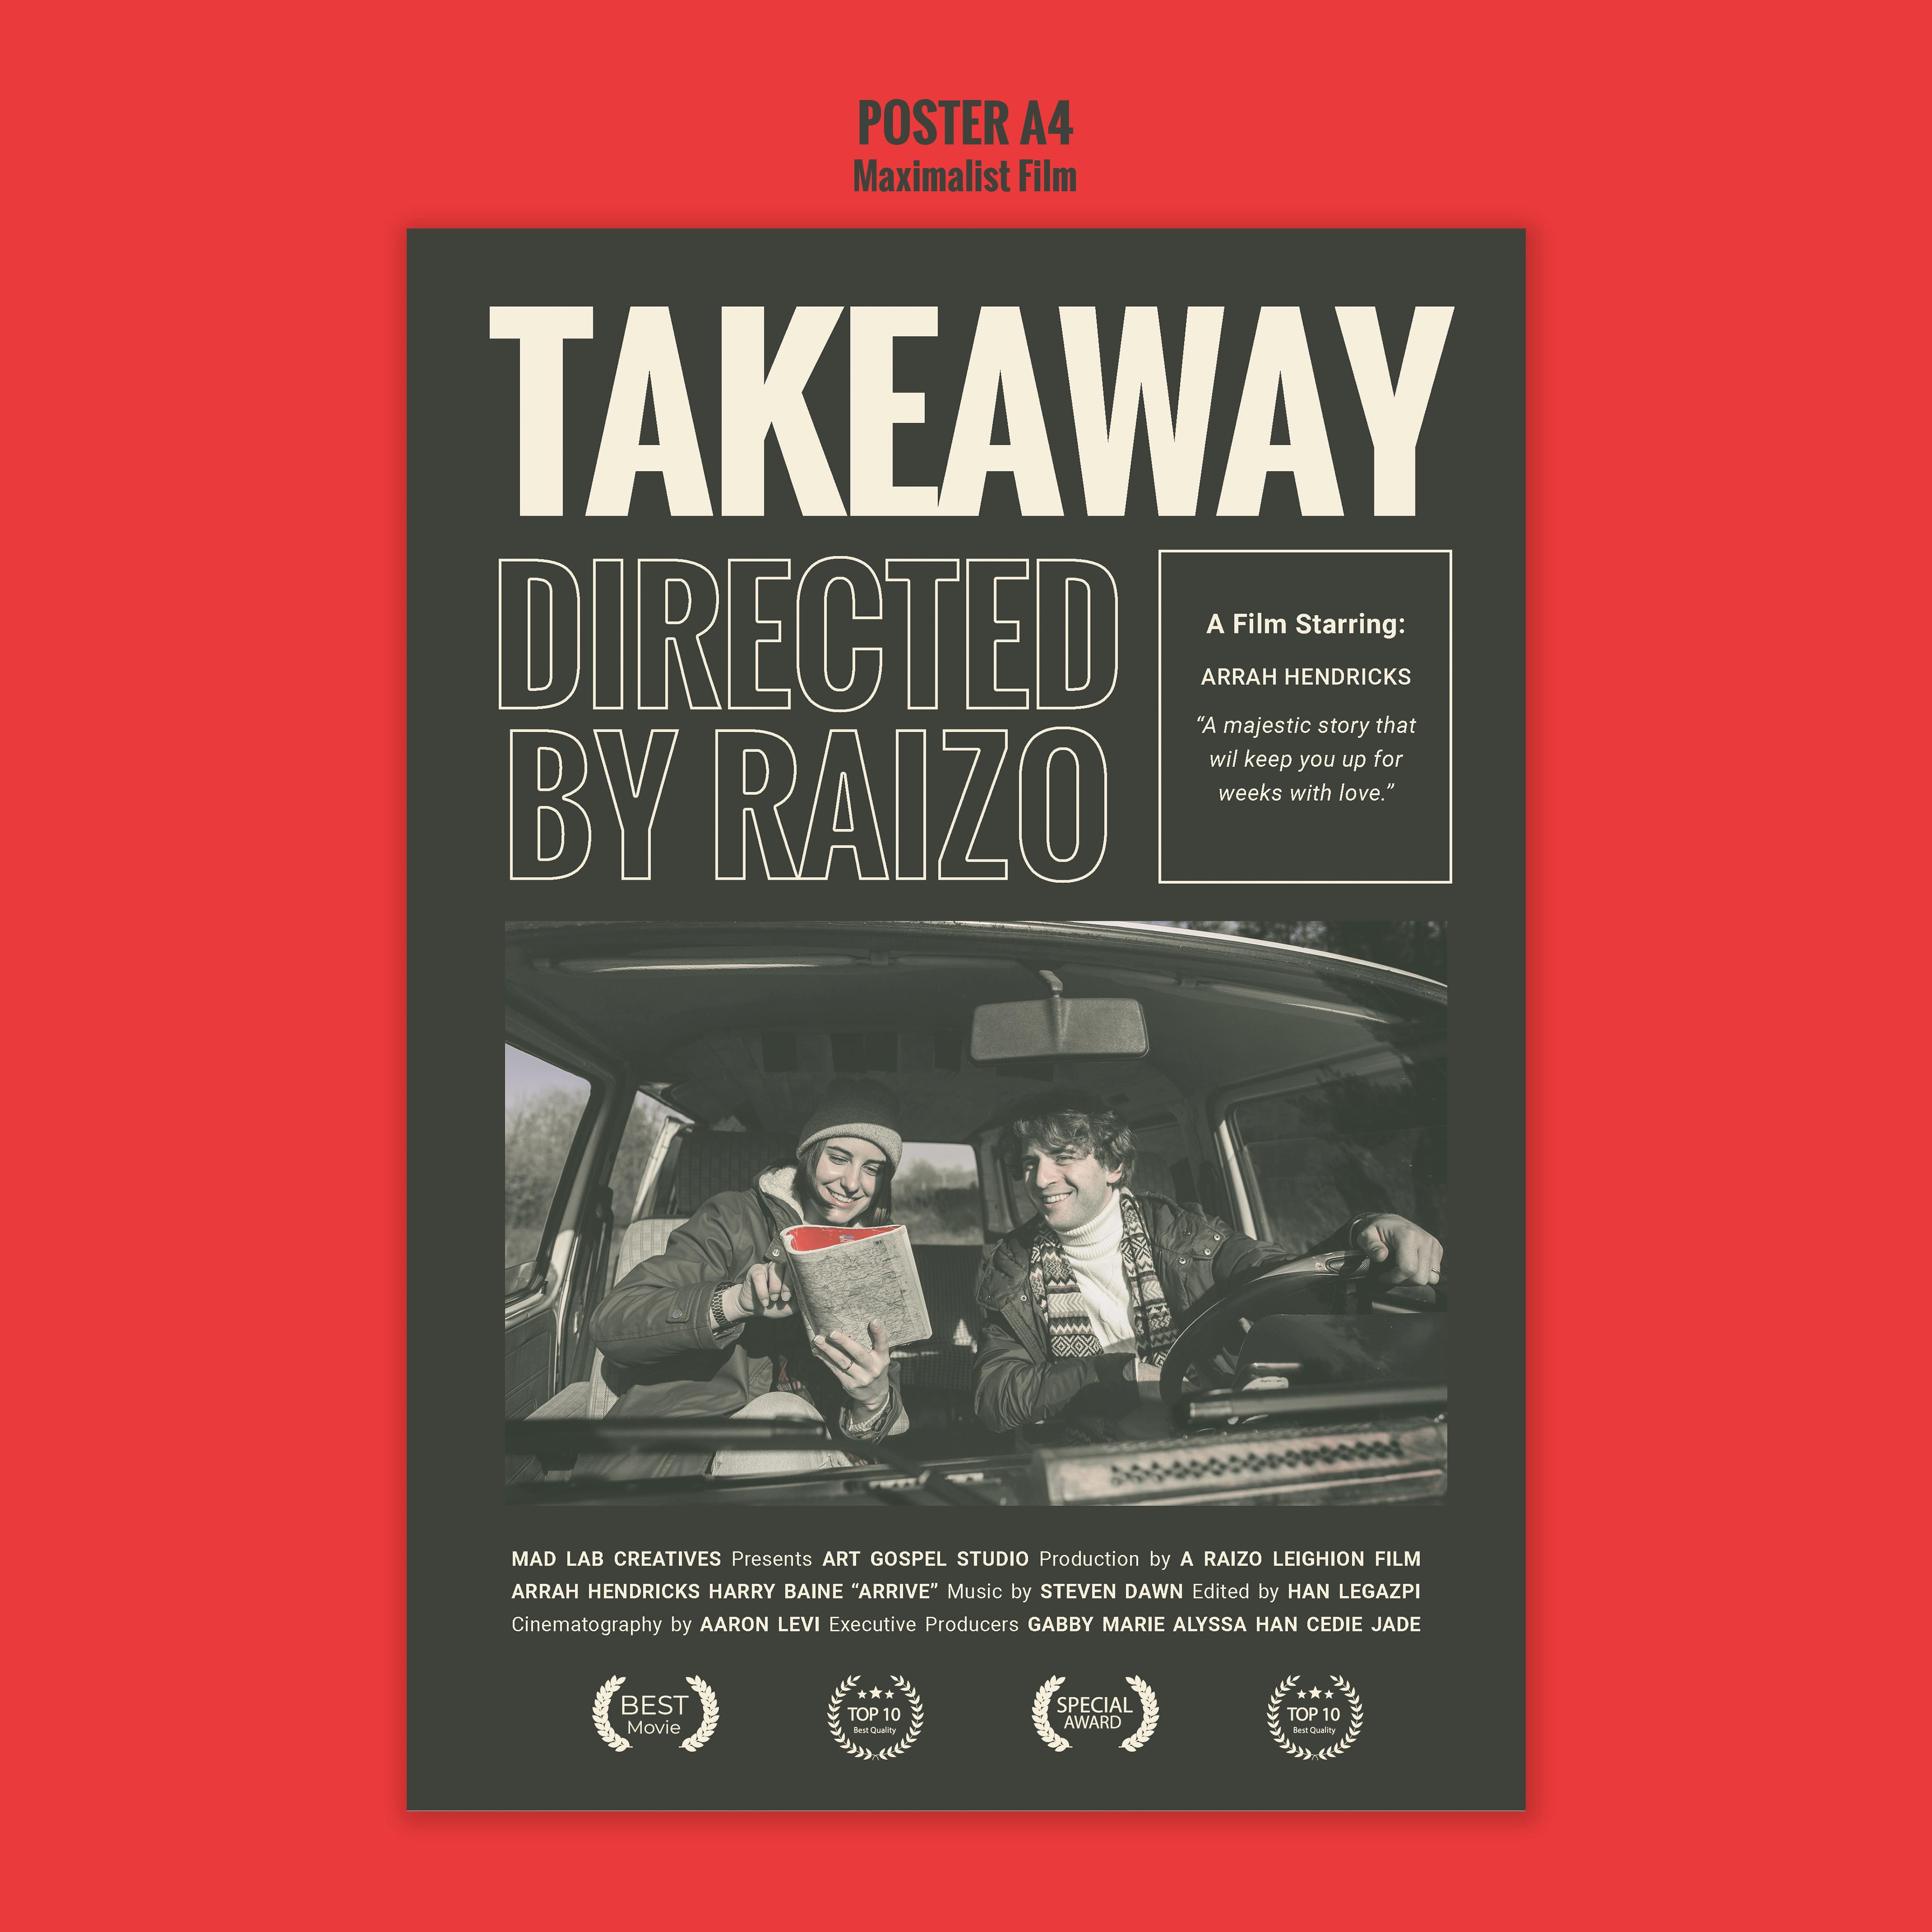 POSTER A4
Maximalist Film
TAKEAWAY
DIRECTED
BY RAIZO
A Film Starring:
ARRAH HENDRICKS
“A majestic story that
wil keep you up for
weeks with love.”
MAD LAB CREATIVES Presents ART GOSPEL STUDIO Production by A RAIZO LEIGHION FILM
ARRAH HENDRICKS HARRY BAINE “ARRIVE” Music by STEVEN DAWN Edited by HAN LEGAZPI
Cinematography by AARON LEVI Executive Producers GABBY MARIE ALYSSA HAN CEDIE JADE
BEST
Movie
TOP 10
Best Quality
SPECIAL
AWARD
TOP 10
Best Quality